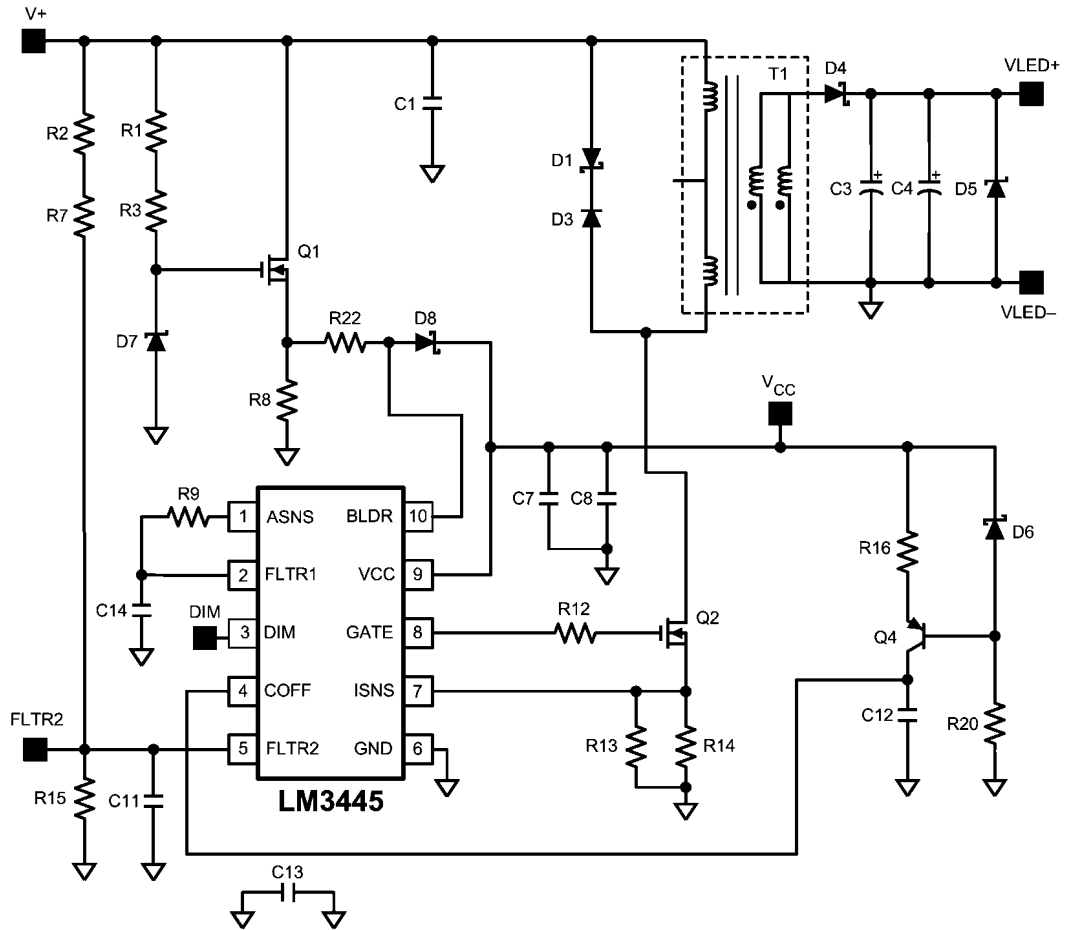 V+
T1
D4
VLED+
C1
R2
R1
D1
C3
+
C4
+
D5
R7
R3
D3
Q1
VLED–
R22
D8
D7
VCC
R8
R9
C7
C8
D6
R16
1
ASNS
BLDR
10
2
FLTR1
VCC
9
C14
DIM
R12
Q2
3
DIM
GATE
8
Q4
4
COFF
ISNS
7
C12
R20
FLTR2
R13
R14
5
FLTR2
GND
6
R15
C11
LM3445
C13